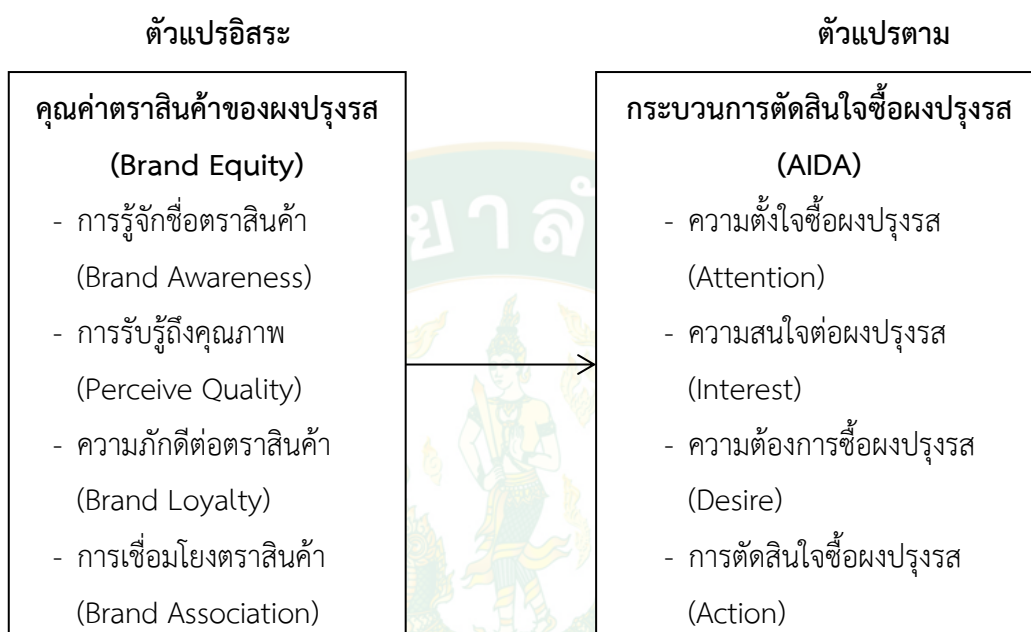 ตัวแปรอิสระ
คุณค่าตราสินค้าของผงปรุงรส
(Brand Equity)
- การรู้จักชื่อตราสินค้า
(Brand Awareness)
- การรับรู้ถึงคุณภาพ
(Perceive Quality)
- ความภักดีต่อตราสินค้า
(Brand Loyalty)
- การเชื่อมโยงตราสินค้า
(Brand Association)
ตัวแปรตาม
กระบวนการตัดสินใจซื้อผงปรุงรส
(AIDA)
- ความตั้งใจซื้อผงปรุงรส
(Attention)
- ความสนใจต่อผงปรุงรส
(Interest)
- ความต้องการซื้อผงปรุงรส
(Desire)
- การตัดสินใจซื้อผงปรุงรส
(Action)